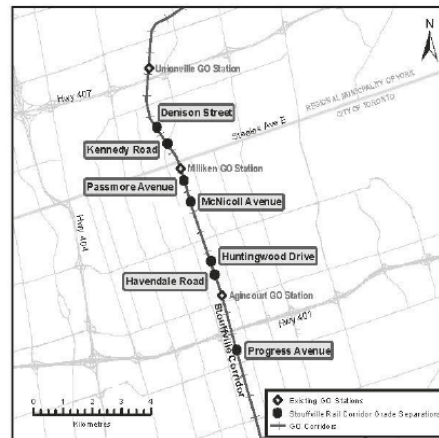 N
Unionville GO Station
Hwy 407
REGIONAL MUNICIPALITY OF YORK
CITY OF TORONTO
Denison Street
Steeles Ave E
Kennedy Road
Milliken GO Station
Passmore Avenue
McNicoll Avenue
Hwy 404
Huntingwood Drive
Havendale Road
Agincourt GO Station
Hwy 401
Stouffville Corridor
Progress Avenue
0 1 2 4
Kilometres
Existing GO Stations
Stouffville Rail Corridor Grade Separations
GO Corridors